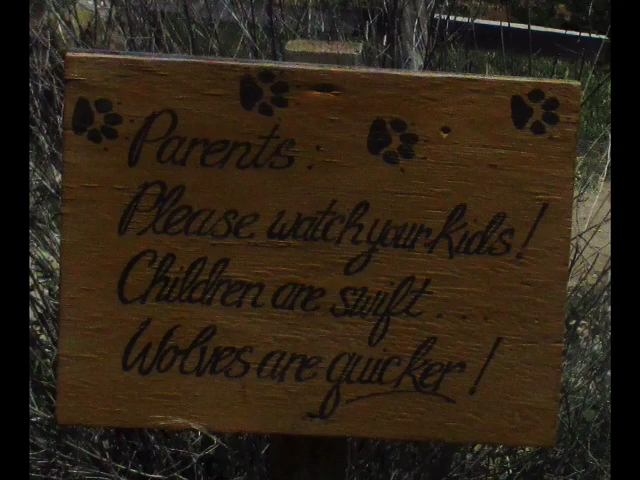 Parents:
Please watch your kids!
Children are swift...
Wolves are quicker!